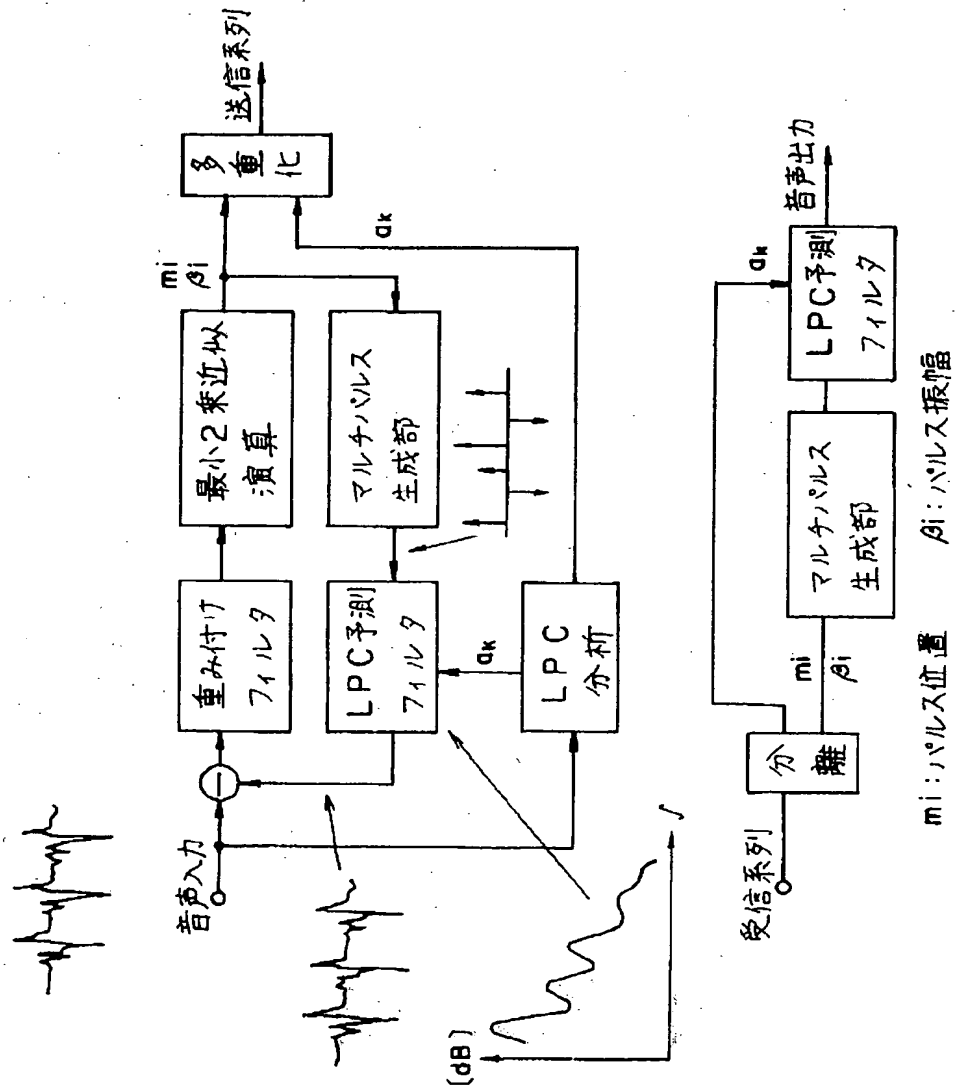 音声入力
重み付け
フィルタ
最小2乗近似
演算
mi
βi
多重化
送信系列
LPC予測
フィルタ
マルチパルス
生成部
ak
ak
LPC
分析
[dB]
f
受信系列
分離
mi
βi
マルチパルス
生成部
ak
LPC予測
フィルタ
音声出力
mi:パルス位置
βi:パルス振幅